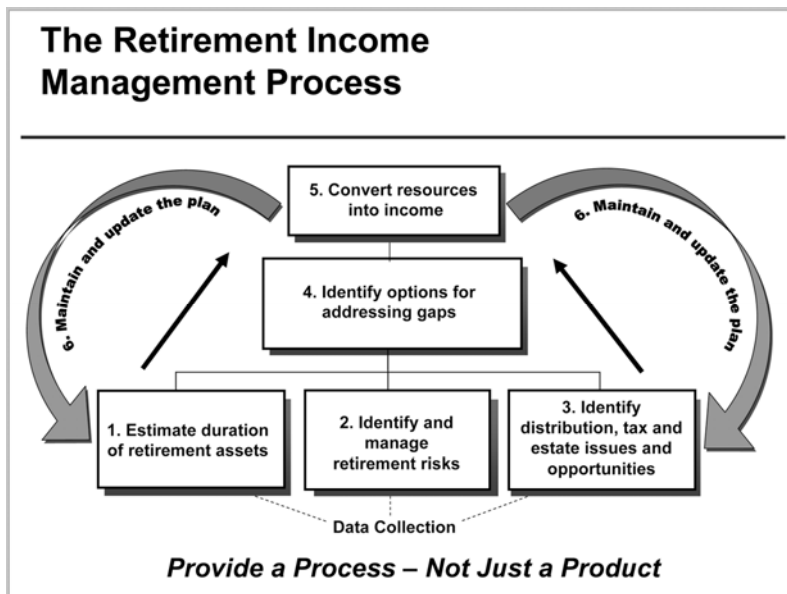 The Retirement Income
Management Process
5. Convert resources
into income
6. Maintain and update the plan
6. Maintain and update the plan
4. Identify options for
addressing gaps
1. Estimate duration
of retirement assets
2. Identify and
manage
retirement risks
3. Identify
distribution, tax and
estate issues and
opportunities
Data Collection
Provide a Process – Not Just a Product